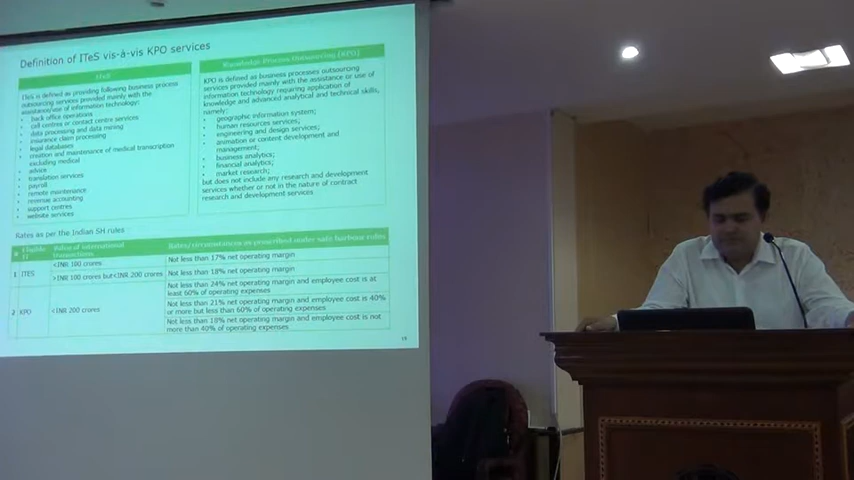 Definition of ITeS vis-à-vis KPO services
ITeS
ITeS is defined as providing following business process
outsourcing services provided mainly with the
assistance/use of information technology:
• back office operations
• call centres or contact centre services
• data processing and data mining
• insurance claim processing
• legal databases
• creation and maintenance of medical transcription
excluding medical
• advice
• translation services
• payroll
• remote maintenance
• revenue accounting
• support centres
• website services
Knowledge Process Outsourcing (KPO)
KPO is defined as business processes outsourcing
services provided mainly with the assistance or use of
information technology requiring application of
knowledge and advanced analytical and technical skills,
namely:
• geographic information system;
• human resources services;
• engineering and design services;
• animation or content development and
management;
• business analytics;
• financial analytics;
• market research;
but does not include any research and development
services whether or not in the nature of contract
research and development services
Rates as per the Indian SH rules
# Eligible IT Value of international transactions Rates/circumstances as prescribed under safe harbour rules
1 ITES <INR 100 crores Not less than 17% net operating margin
>INR 100 crores but<INR 200 crores Not less than 18% net operating margin
2 KPO <INR 200 crores Not less than 24% net operating margin and employee cost is at
least 60% of operating expenses
Not less than 21% net operating margin and employee cost is 40%
or more but less than 60% of operating expenses
Not less than 18% net operating margin and employee cost is not
more than 40% of operating expenses